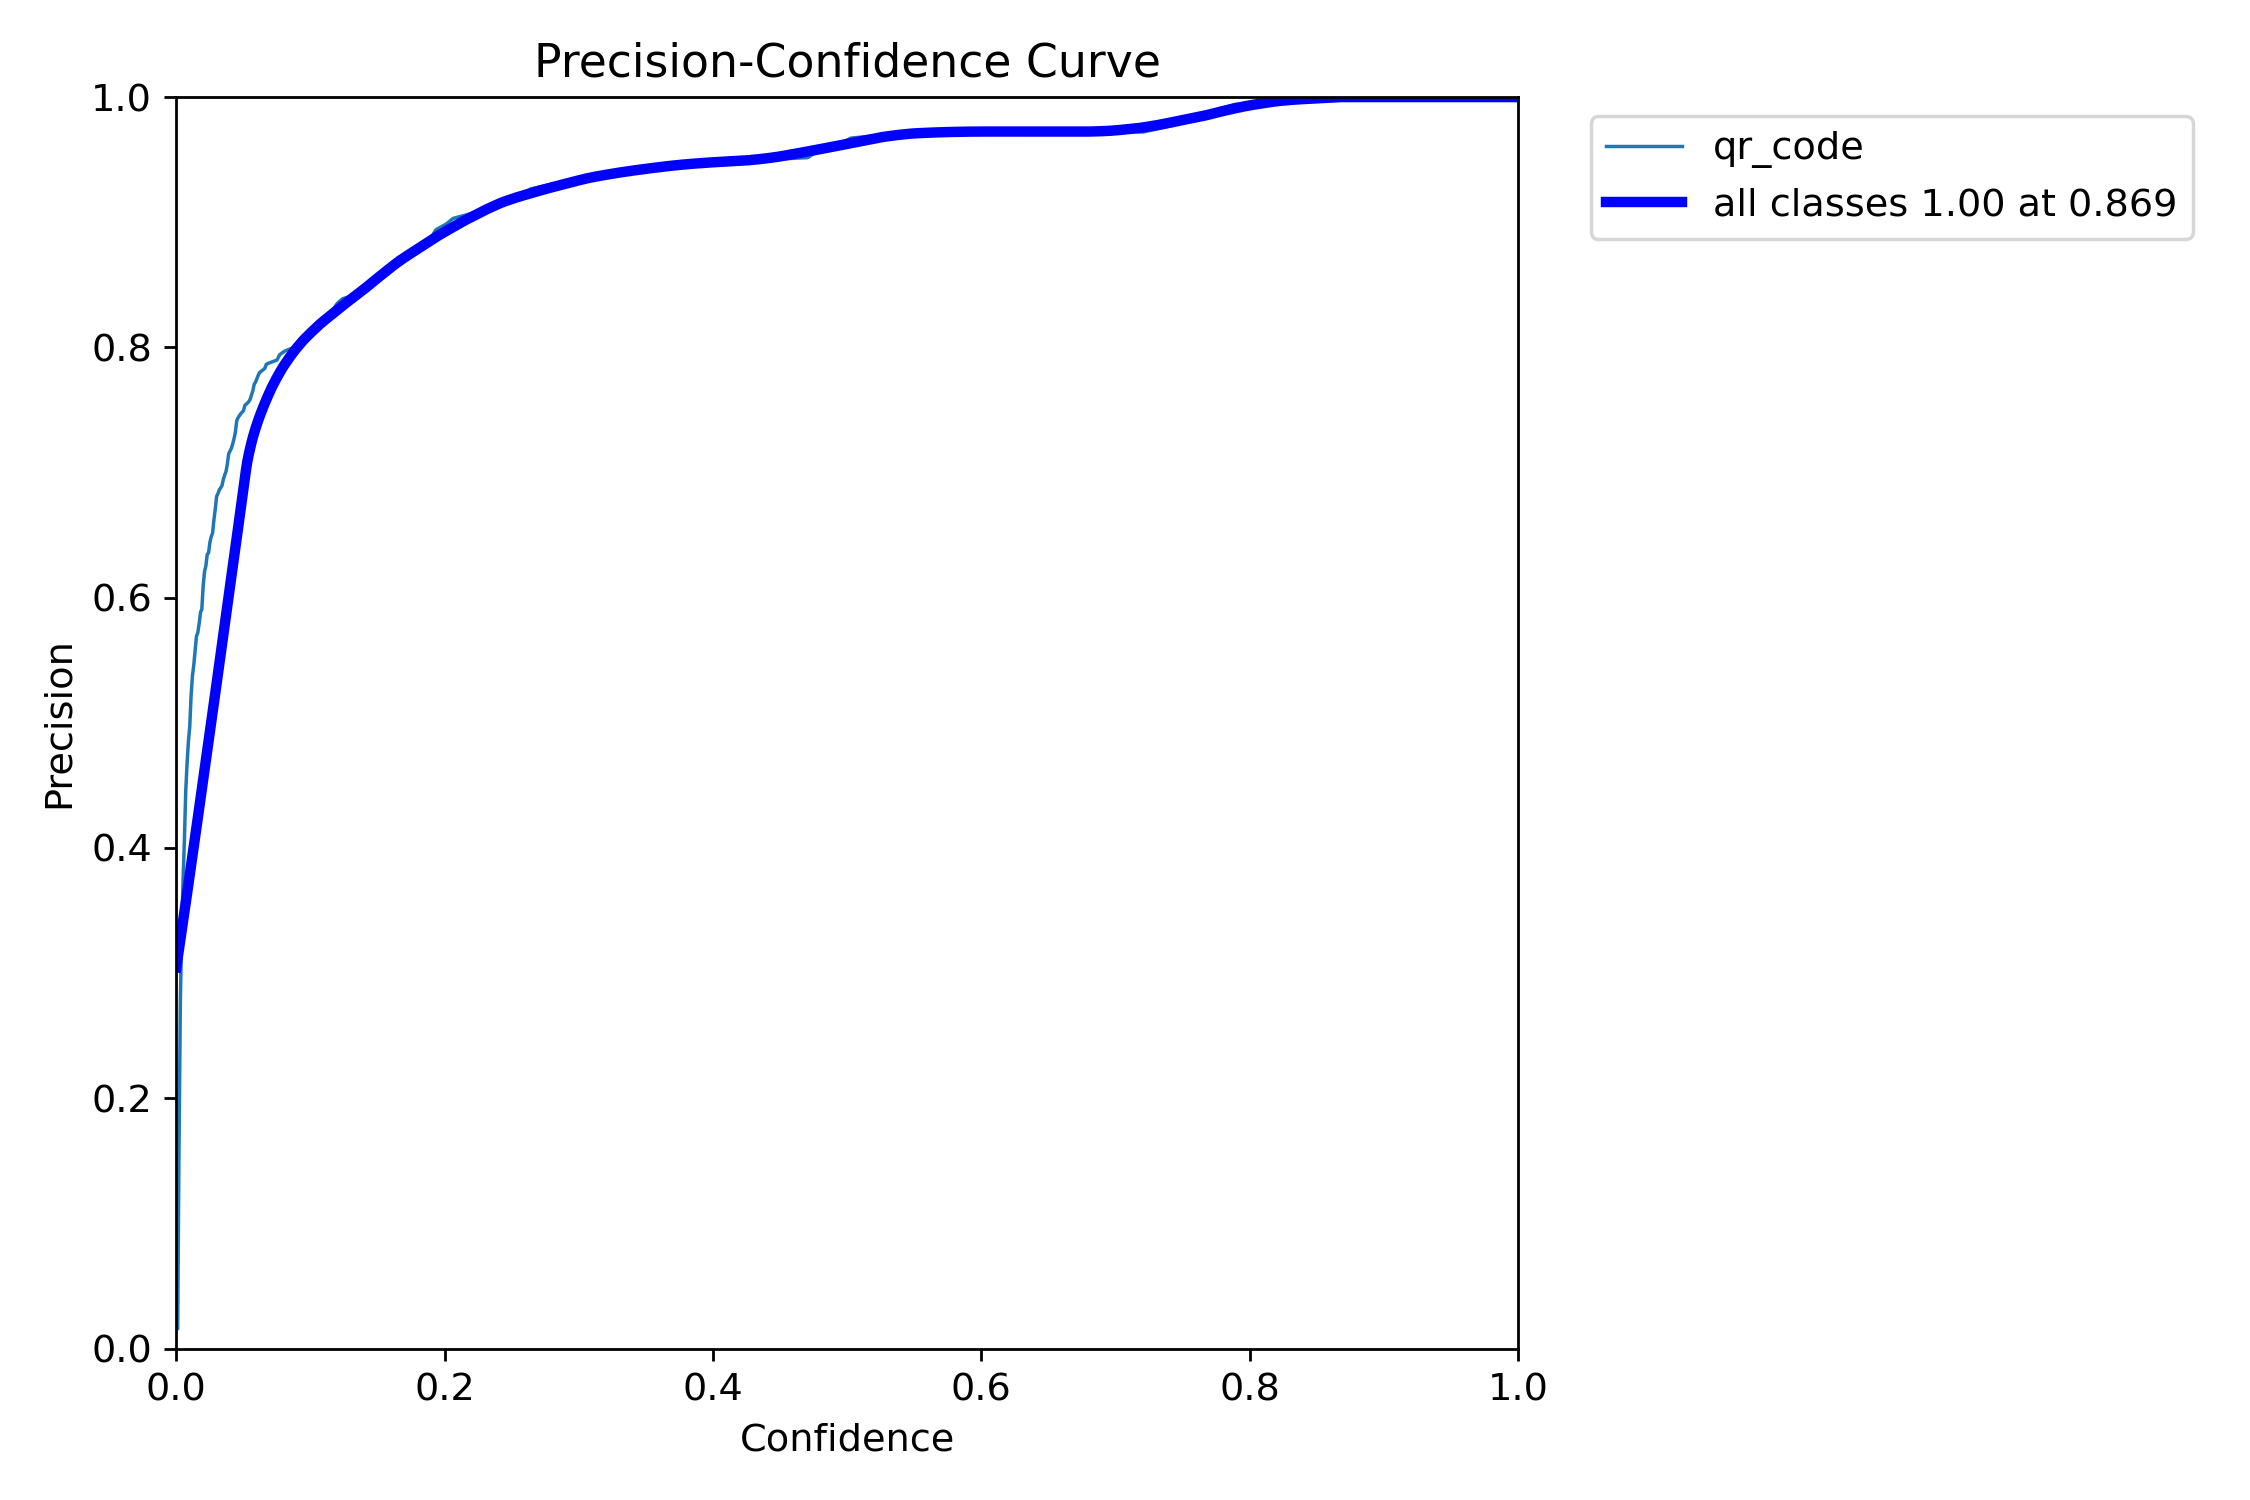 Precision-Confidence Curve
1.0
0.8
0.6
0.4
0.2
0.0
Precision
0.0 0.2 0.4 0.6 0.8 1.0
Confidence
qr_code
all classes 1.00 at 0.869